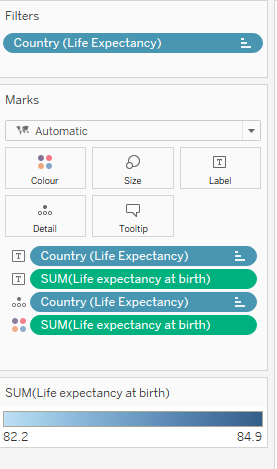 Filters
Country (Life Expectancy)
Marks
Automatic
Colour Size Label
Detail Tooltip
T Country (Life Expectancy)
T SUM(Life expectancy at birth)
Country (Life Expectancy)
SUM(Life expectancy at birth)
SUM(Life expectancy at birth)
82.2 84.9